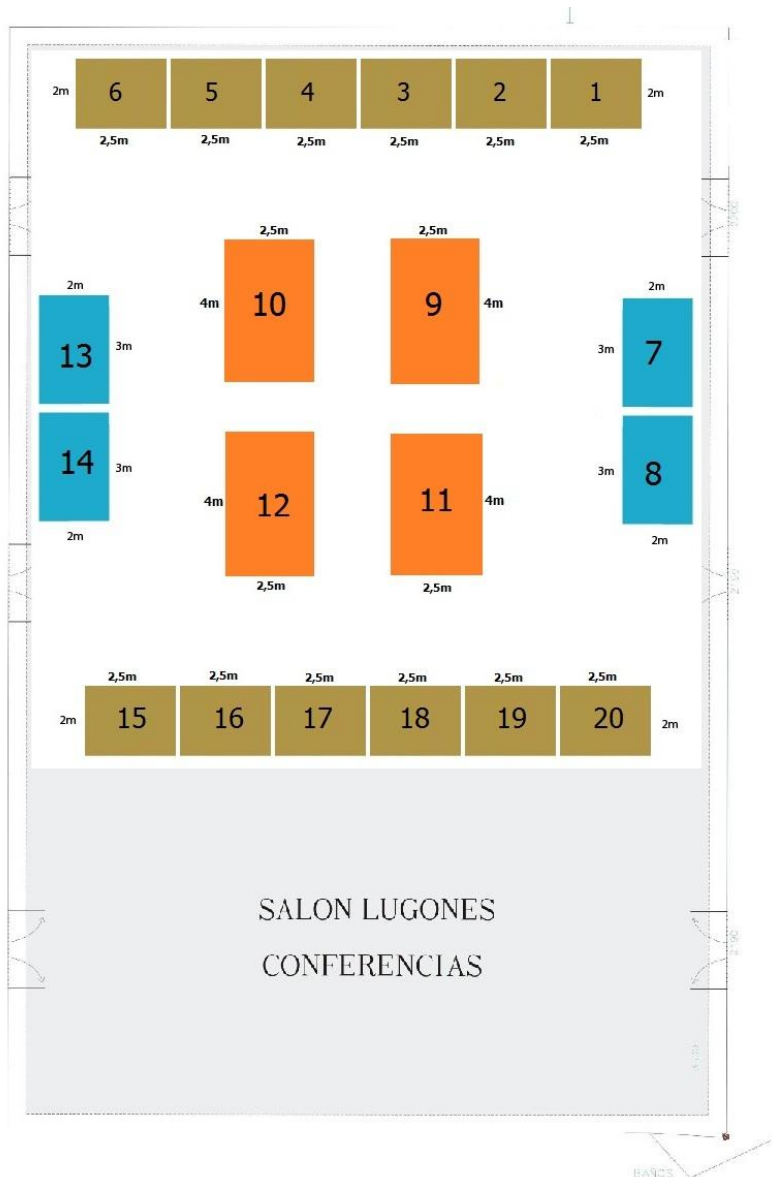 2m 6 5 4 3 2 1 2m
2,5m 2,5m 2,5m 2,5m 2,5m 2,5m
2,5m 2,5m
2m 2m
4m 10 9 4m
13 3m 3m 7
14 3m 3m 8
4m 12 11 4m
2m 2m
2,5m 2,5m
2,5m 2,5m 2,5m 2,5m 2,5m 2,5m
2m 15 16 17 18 19 20 2m
SALON LUGONES
CONFERENCIAS
BAÑOS